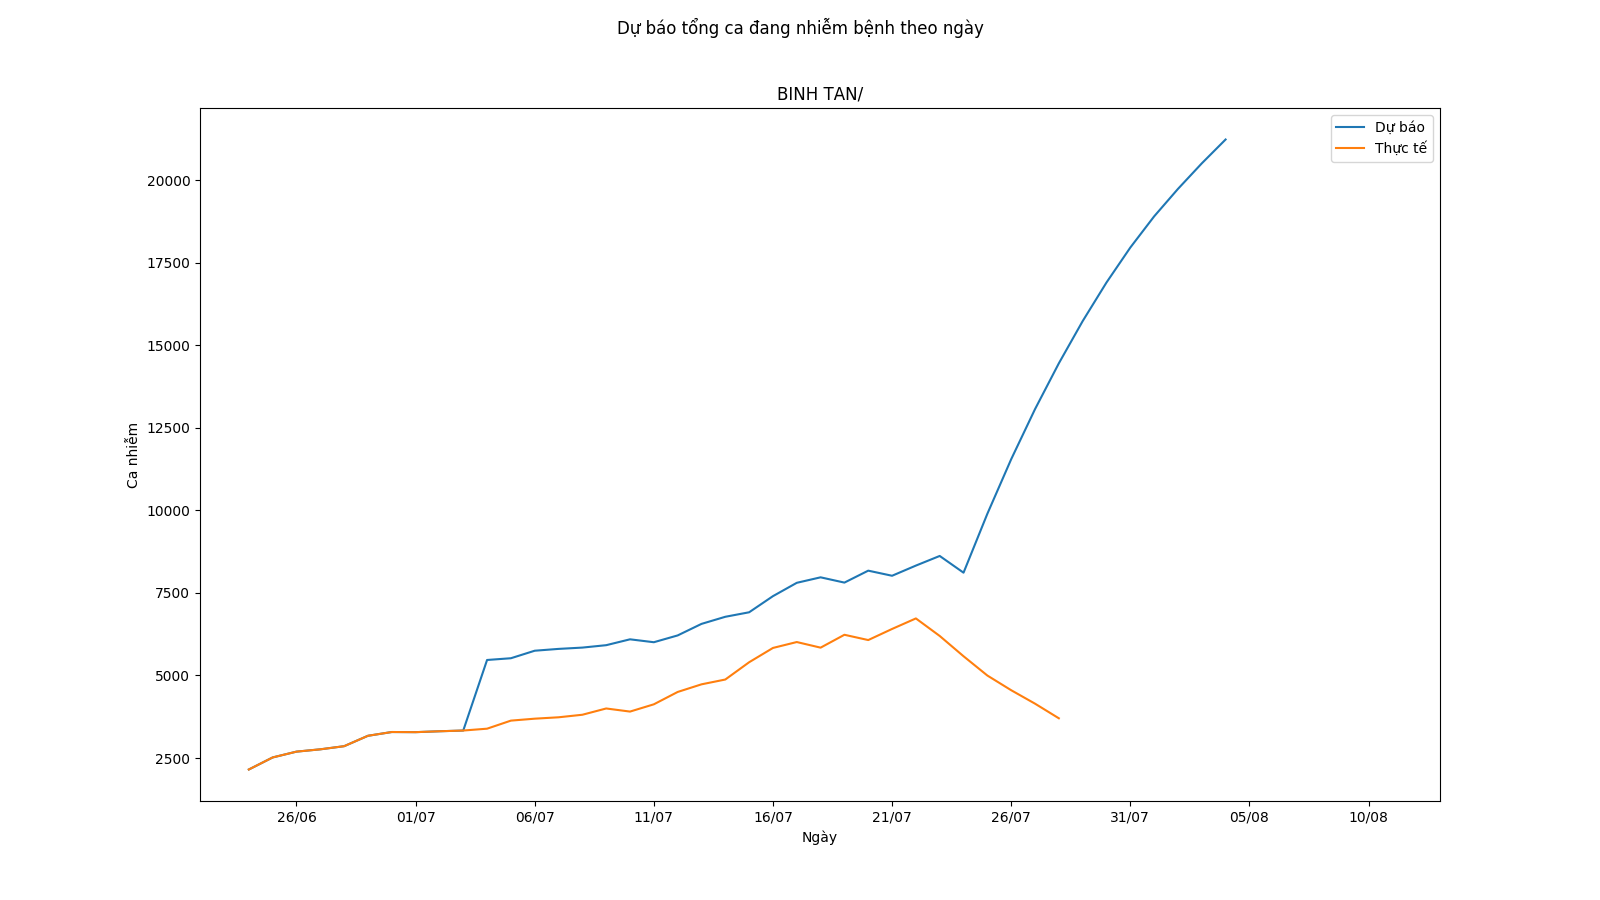 Dự báo tổng ca đang nhiễm bệnh theo ngày
BINH TAN/
Dự báo
Thực tế
20000
17500
15000
12500
10000
7500
5000
2500
Ca nhiễm
26/06 01/07 06/07 11/07 16/07 21/07 26/07 31/07 05/08 10/08
Ngày